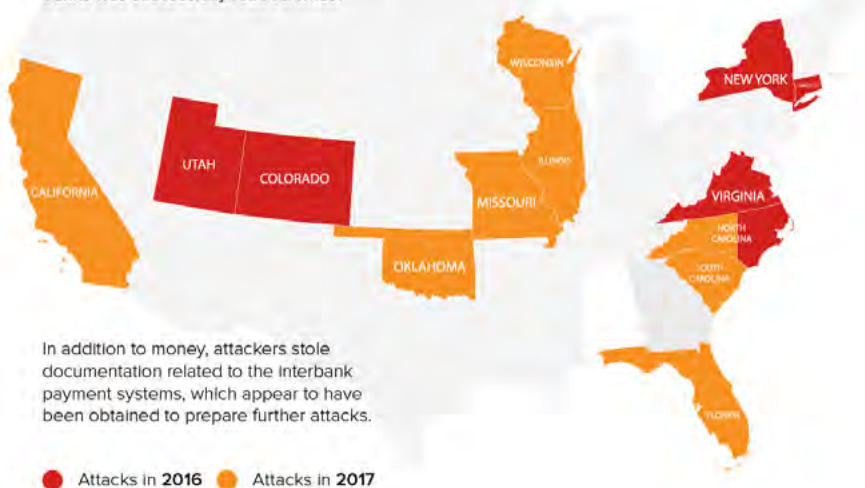 WISCONSIN
NEW YORK
UTAH
COLORADO
ILLINOIS
CALIFORNIA
MISSOURI
VIRGINIA
NORTH
CAROLINA
OKLAHOMA
SOUTH
CAROLINA
In addition to money, attackers stole
documentation related to the interbank
payment systems, which appear to have
been obtained to prepare further attacks.
FLORIDA
Attacks in 2016 Attacks in 2017